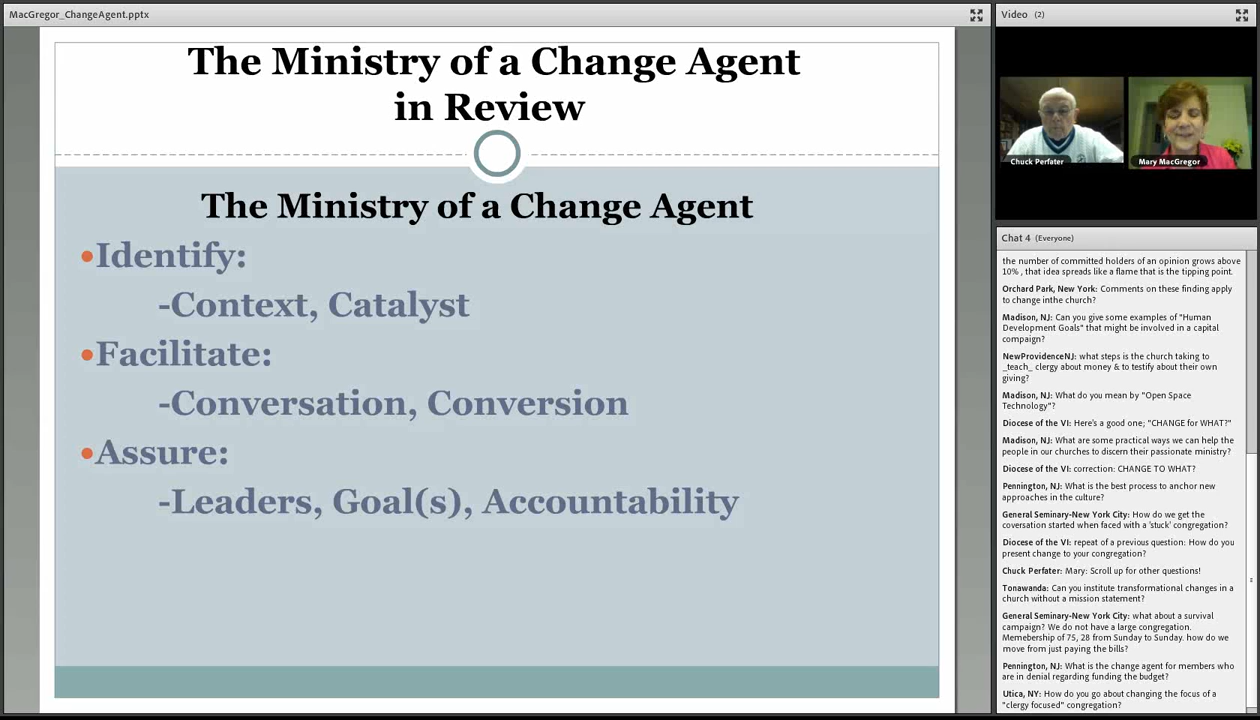 MacGregor_ChangeAgent.pptx
The Ministry of a Change Agent
in Review
The Ministry of a Change Agent
•Identify:
-Context, Catalyst
•Facilitate:
-Conversation, Conversion
•Assure:
-Leaders, Goal(s), Accountability
Video (2)
Chuck Perfater
Mary MacGregor
Chat 4 (Everyone)
the number of committed holders of an opinion grows above
10% , that idea spreads like a flame that is the tipping point.
Orchard Park, New York: Comments on these finding apply
to change inthe church?
Madison, NJ: Can you give some examples of "Human
Development Goals" that might be involved in a capital
compaign?
NewProvidenceNJ: what steps is the church taking to
_teach_ clergy about money & to testify about their own
giving?
Madison, NJ: What do you mean by "Open Space
Technology"?
Diocese of the VI: Here's a good one; "CHANGE for WHAT?"
Madison, NJ: What are some practical ways we can help the
people in our churches to discern their passionate ministry?
Diocese of the VI: correction: CHANGE TO WHAT?
Pennington, NJ: What is the best process to anchor new
approaches in the culture?
General Seminary-New York City: How do we get the
coversation started when faced with a 'stuck' congregation?
Diocese of the VI: repeat of a previous question: How do you
present change to your congregation?
Chuck Perfater: Mary: Scroll up for other questions!
Tonawanda: Can you institute transformational changes in a
church without a mission statement?
General Seminary-New York City: what about a survival
campaign? We do not have a large congregation.
Memebership of 75, 28 from Sunday to Sunday. how do we
move from just paying the bills?
Pennington, NJ: What is the change agent for members who
are in denial regarding funding the budget?
Utica, NY: How do you go about changing the focus of a
"clergy focused" congregation?